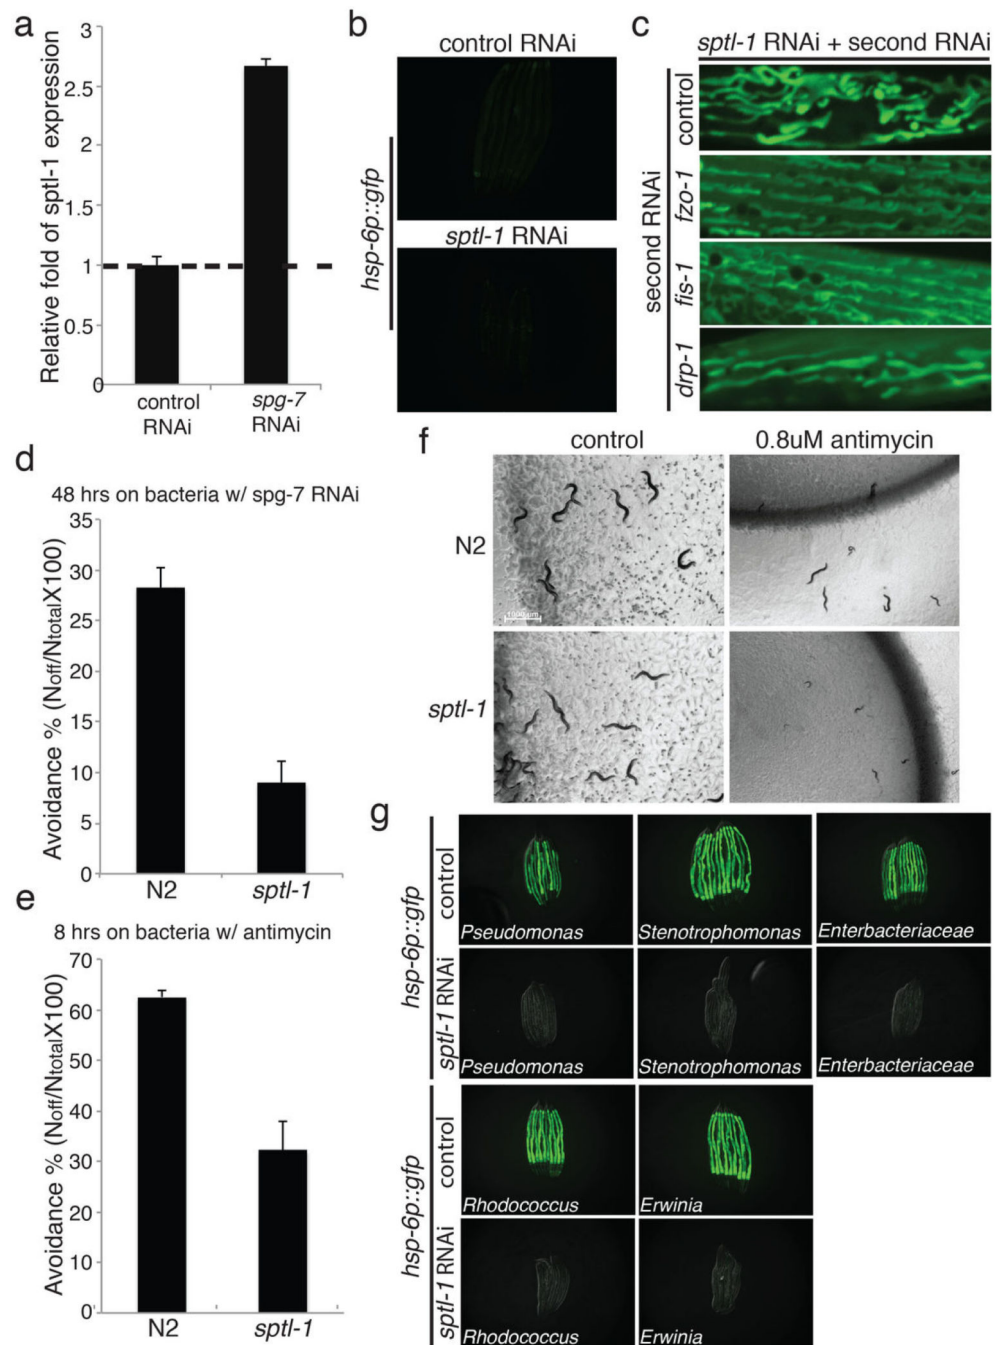 a
Relative fold of sptl-1 expression
3
2.5
2
1.5
1
0.5
0
control
RNAi
spg-7
RNAi
b
control RNAi
hsp-6p::gfp
sptl-1 RNAi
c
sptl-1 RNAi + second RNAi
second RNAi
control
fzo-1
fis-1
drp-1
d
48 hrs on bacteria w/ spg-7 RNAi
Avoidance % (Noff/NtotalX100)
35
30
25
20
15
10
5
0
N2
sptl-1
e
8 hrs on bacteria w/ antimycin
Avoidance % (Noff/NtotalX100)
70
60
50
40
30
20
10
0
N2
sptl-1
f
control
0.8uM antimycin
N2
1000 um
sptl-1
g
hsp-6p::gfp
control
Pseudomonas
Stenotrophomonas
Enterbacteriaceae
sptl-1 RNAi
Pseudomonas
Stenotrophomonas
Enterbacteriaceae
hsp-6p::gfp
control
Rhodococcus
Erwinia
sptl-1 RNAi
Rhodococcus
Erwinia